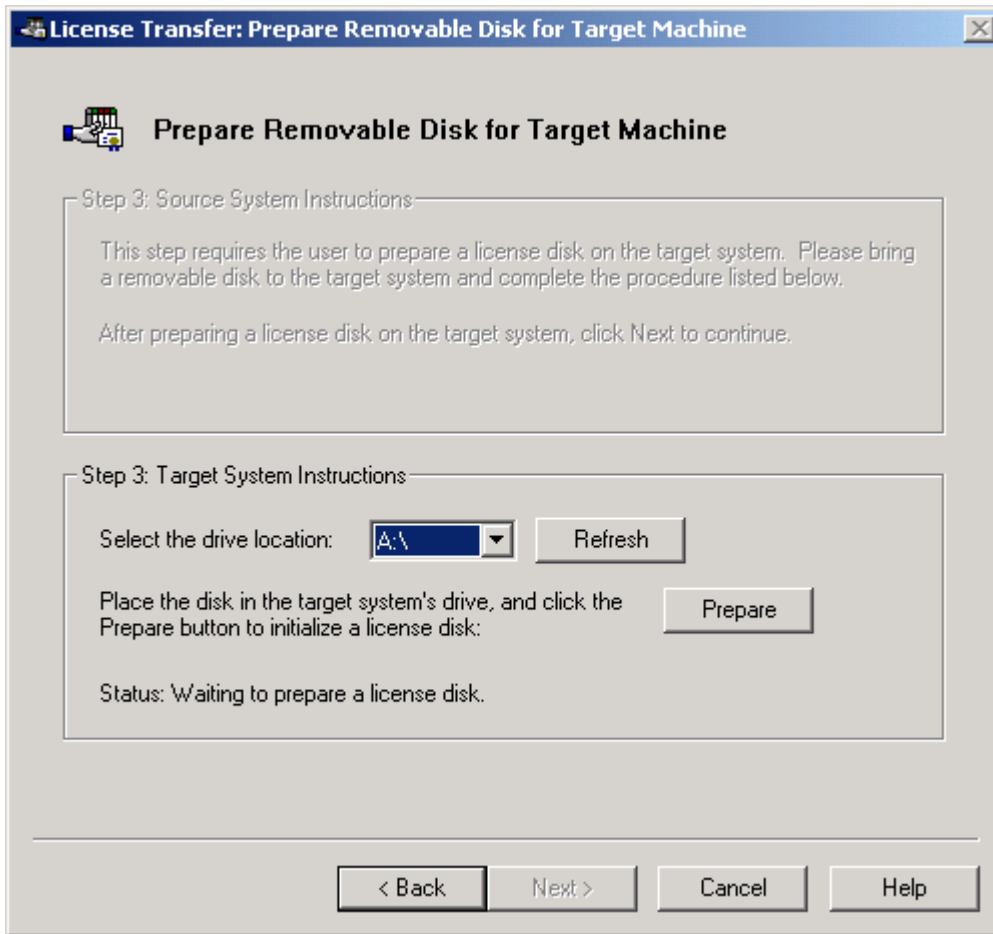 License Transfer: Prepare Removable Disk for Target Machine
Prepare Removable Disk for Target Machine
Step 3: Source System Instructions
This step requires the user to prepare a license disk on the target system.  Please bring
a removable disk to the target system and complete the procedure listed below.
After preparing a license disk on the target system, click Next to continue.
Step 3: Target System Instructions
Select the drive location:
A:\
Refresh
Place the disk in the target system's drive, and click the
Prepare button to initialize a license disk:
Prepare
Status: Waiting to prepare a license disk.
< Back
Next >
Cancel
Help